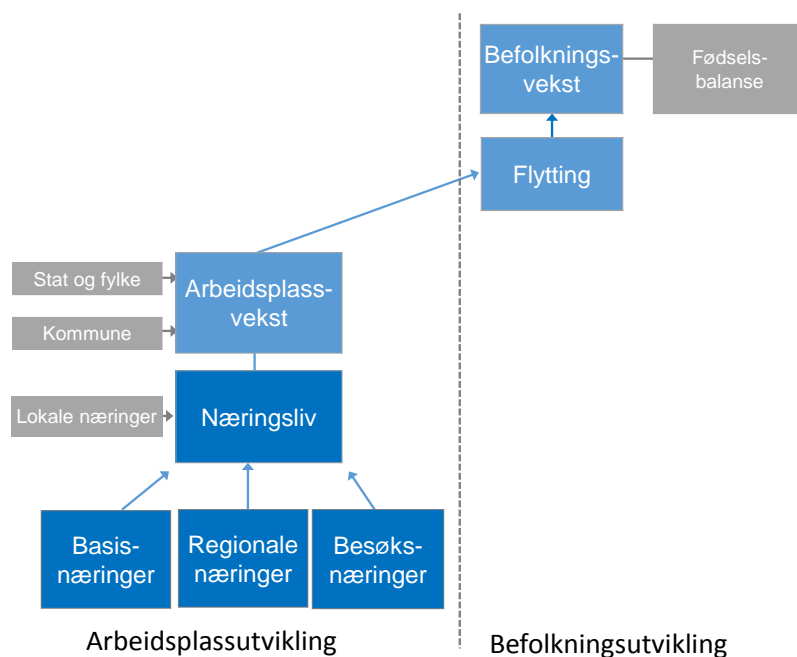 Befolknings-
vekst
Fødsels-
balanse
Flytting
Stat og fylke
Arbeidsplass-
vekst
Kommune
Lokale næringer
Næringsliv
Basis-
næringer
Regionale
næringer
Besøks-
næringer
Arbeidsplassutvikling
Befolkningsutvikling